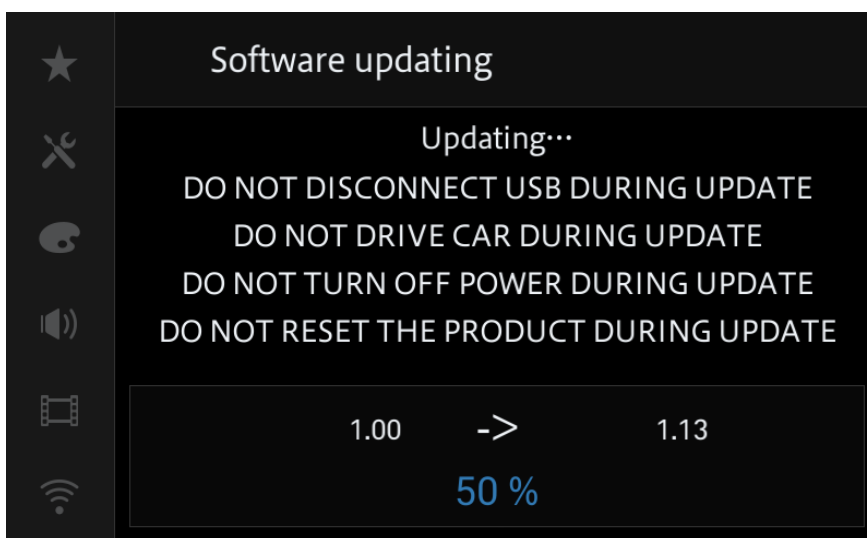 Software updating
Updating···
DO NOT DISCONNECT USB DURING UPDATE
DO NOT DRIVE CAR DURING UPDATE
DO NOT TURN OFF POWER DURING UPDATE
DO NOT RESET THE PRODUCT DURING UPDATE
1.00 -> 1.13
50 %